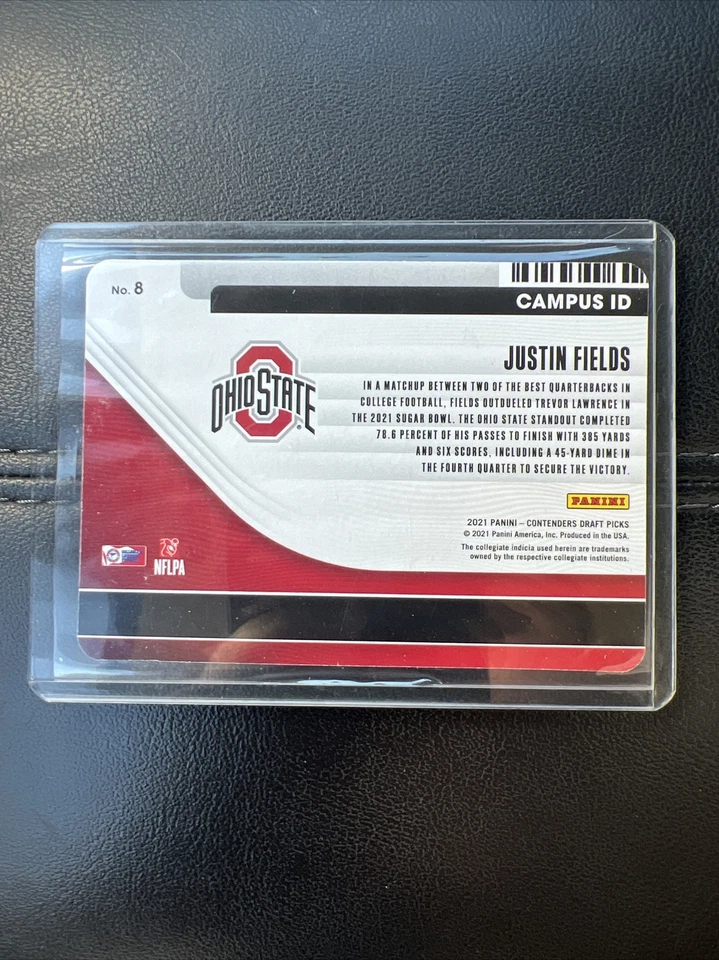 No. 8
CAMPUS ID
OHIO STATE
JUSTIN FIELDS
IN A MATCHUP BETWEEN TWO OF THE BEST QUARTERBACKS IN
COLLEGE FOOTBALL, FIELDS OUTDUELED TREVOR LAWRENCE IN
THE 2021 SUGAR BOWL. THE OHIO STATE STANDOUT COMPLETED
78.6 PERCENT OF HIS PASSES TO FINISH WITH 385 YARDS
AND SIX SCORES, INCLUDING A 45-YARD DIME IN
THE FOURTH QUARTER TO SECURE THE VICTORY.
PANINI
2021 PANINI – CONTENDERS DRAFT PICKS
© 2021 Panini America, Inc. Produced in the USA.
The collegiate indicia used herein are trademarks
owned by the respective collegiate institutions.
NFLPA